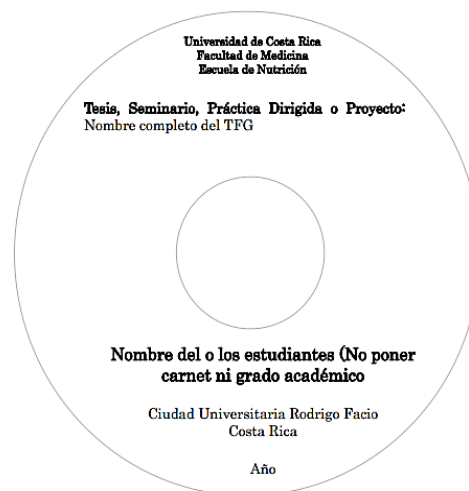 Universidad de Costa Rica
Facultad de Medicina
Escuela de Nutrición
Tesis, Seminario, Práctica Dirigida o Proyecto:
Nombre completo del TFG
Nombre del o los estudiantes (No poner
carnet ni grado académico
Ciudad Universitaria Rodrigo Facio
Costa Rica
Año